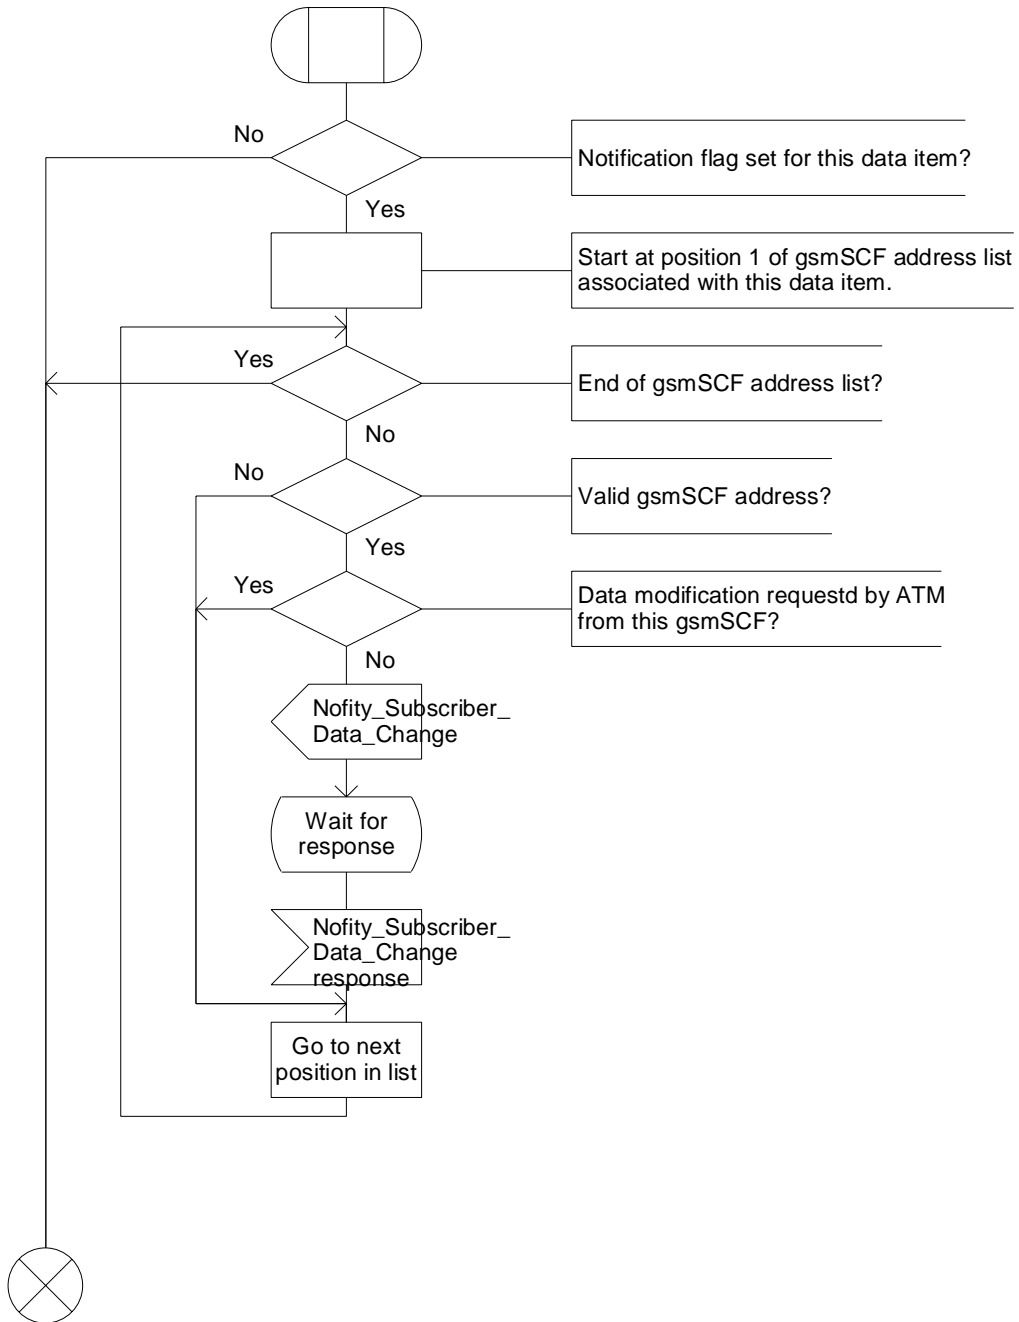 No
Notification flag set for this data item?
Yes
Start at position 1 of gsmSCF address list
associated with this data item.
Yes
End of gsmSCF address list?
No
No
Valid gsmSCF address?
Yes
Yes
Data modification requestd by ATM
from this gsmSCF?
No
Nofity_Subscriber_
Data_Change
Wait for
response
Nofity_Subscriber_
Data_Change
response
Go to next
position in list